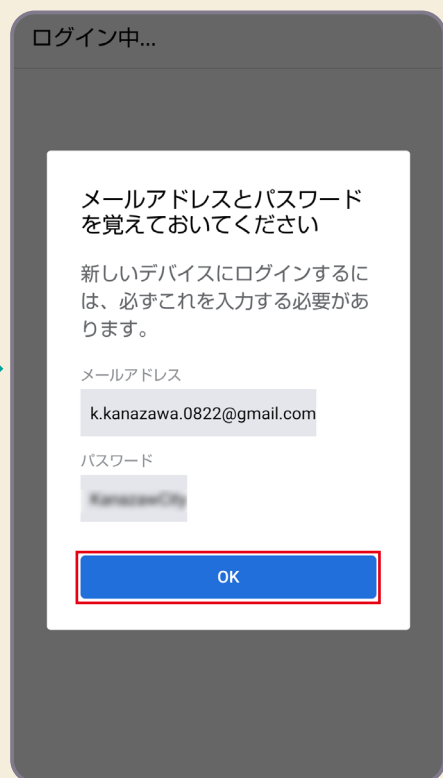 ログイン中...
メールアドレスとパスワード
を覚えておいてください
新しいデバイスにログインするに
は、必ずこれを入力する必要があ
ります。
メールアドレス
k.kanazawa.0822@gmail.com
パスワード
OK